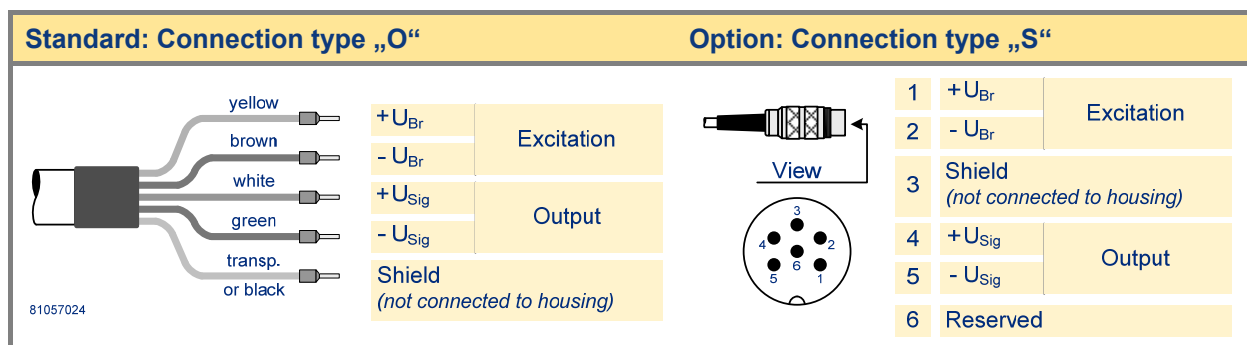 Standard: Connection type „O“
Option: Connection type „S“
yellow
brown
white
green
transp.
or black
81057024
+UBr
- UBr
Excitation
+USig
- USig
Output
Shield
(not connected to housing)
View
3
4
2
6
5
1
1 +UBr
2 - UBr
Excitation
3 Shield
(not connected to housing)
4 +USig
5 - USig
Output
6 Reserved